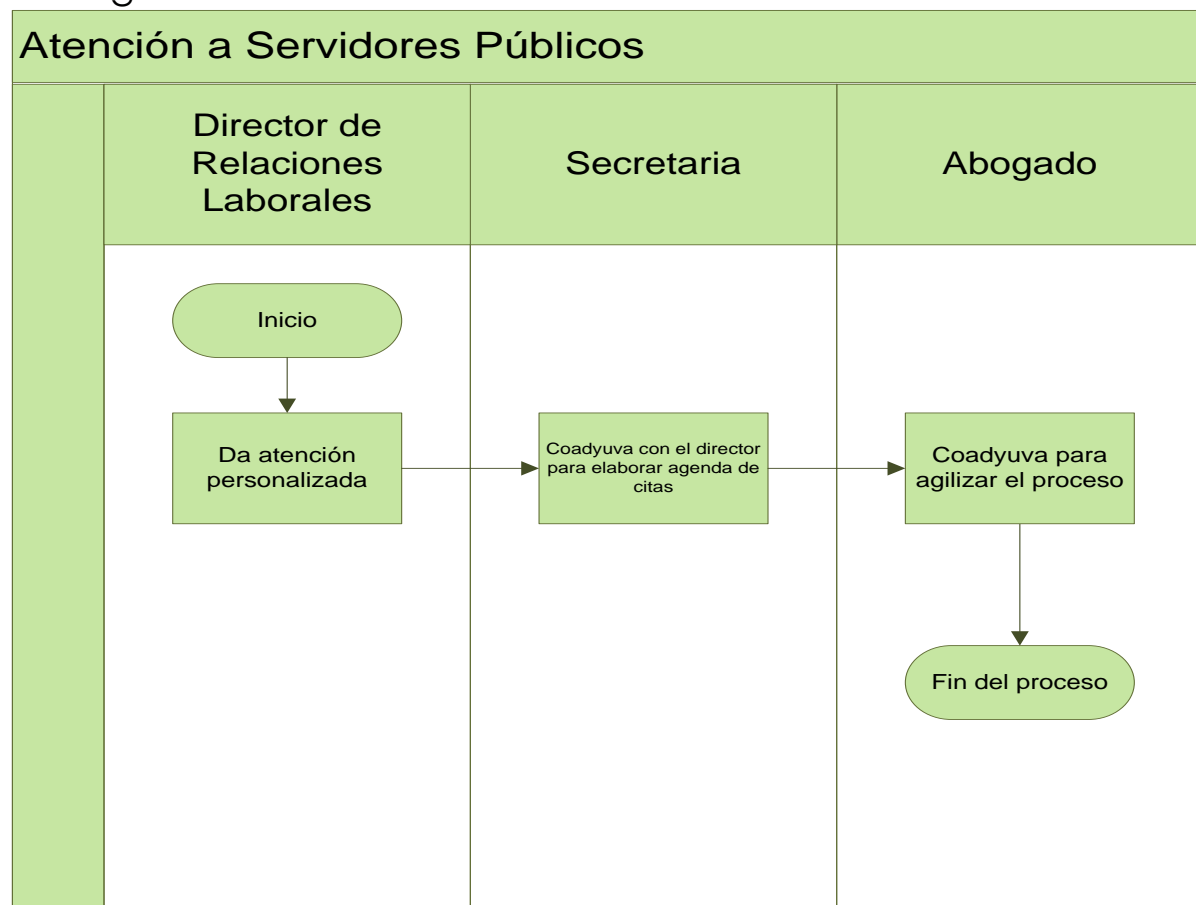 Atención a Servidores Públicos
Director de
Relaciones
Laborales
Secretaria
Abogado
Inicio
Da atención
personalizada
Coadyuva con el director
para elaborar agenda de
citas
Coadyuva para
agilizar el proceso
Fin del proceso